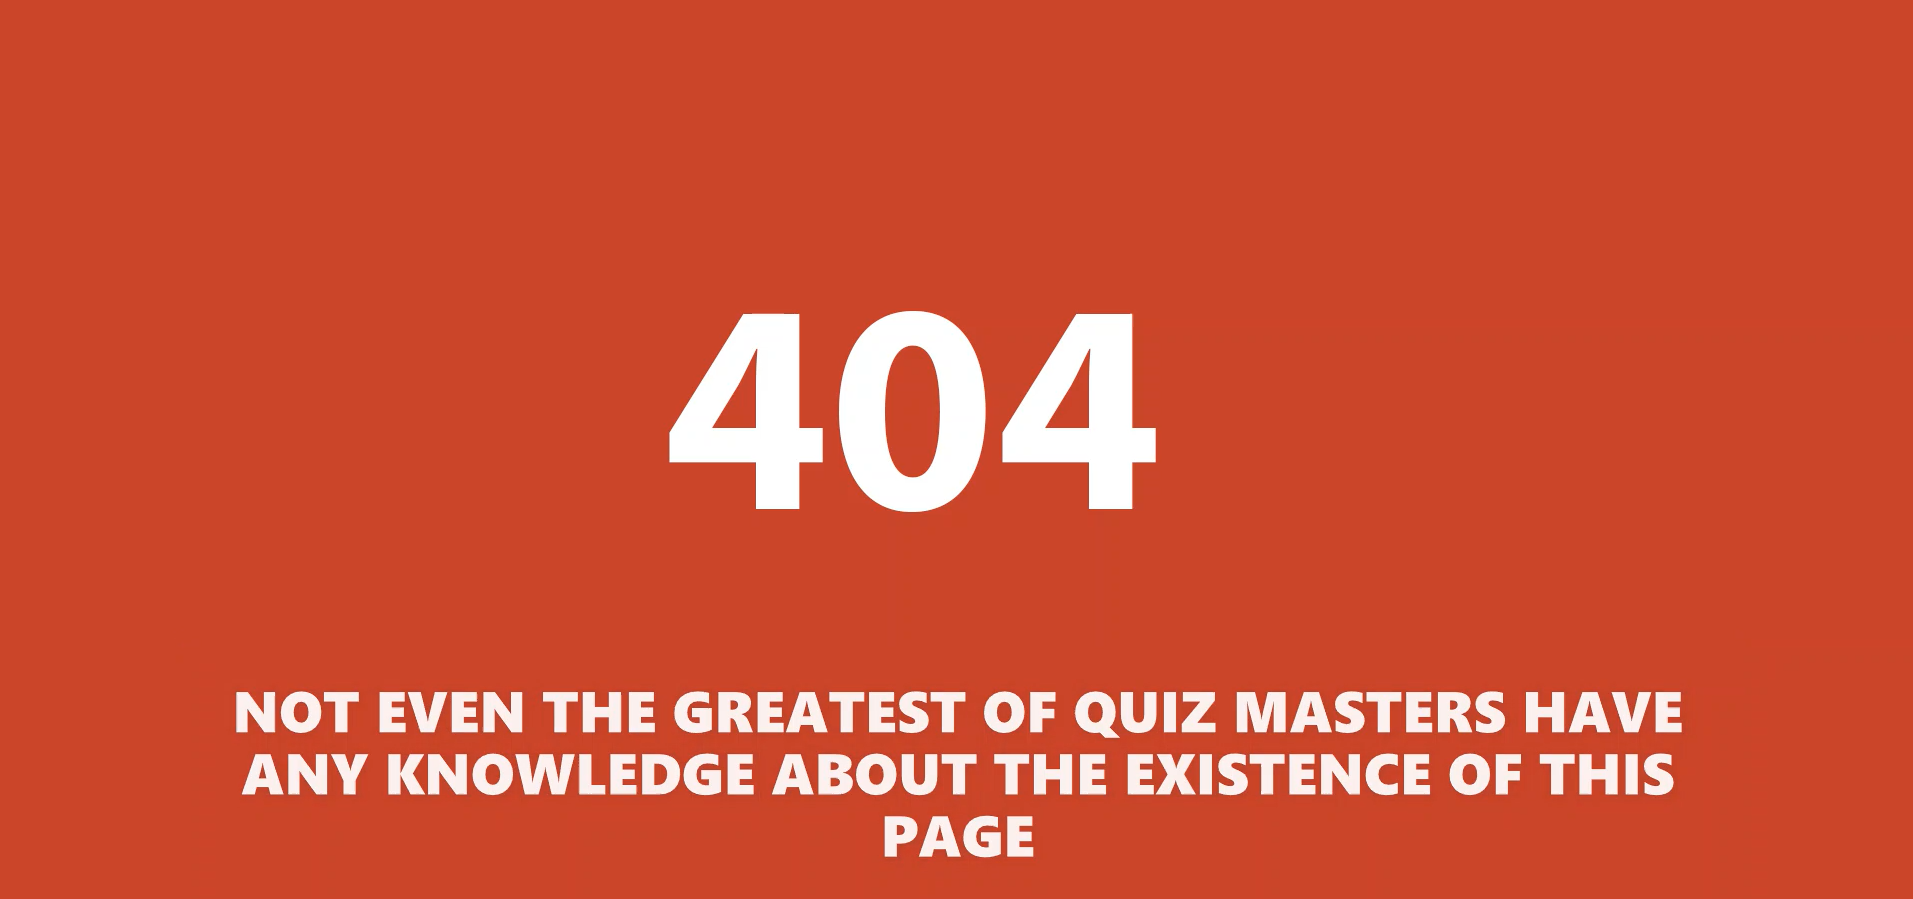 404
NOT EVEN THE GREATEST OF QUIZ MASTERS HAVE
ANY KNOWLEDGE ABOUT THE EXISTENCE OF THIS
PAGE